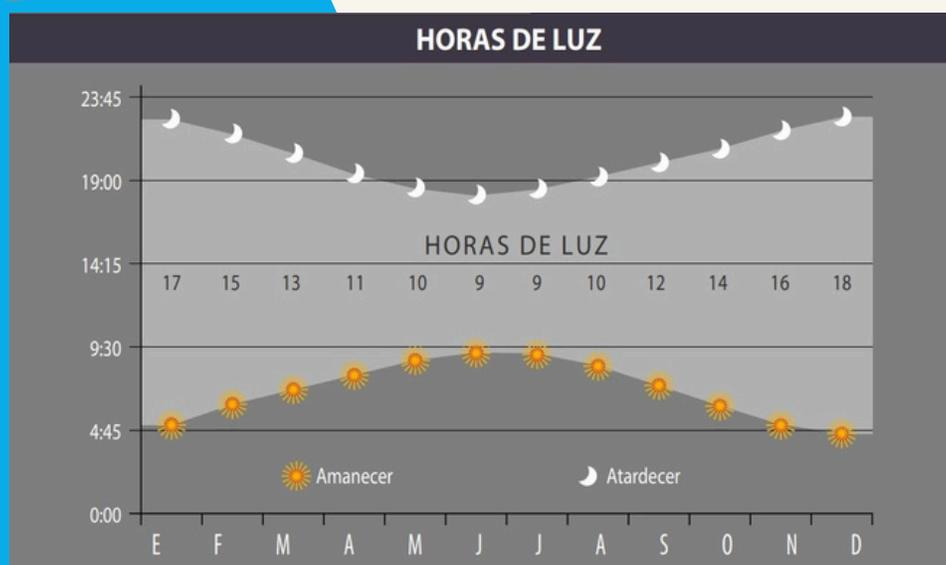 HORAS DE LUZ
23:45
19:00
HORAS DE LUZ
14:15
17 15 13 11 10 9 9 10 12 14 16 18
9:30
4:45
Amanecer Atardecer
0:00
E F M A M J J A S O N D